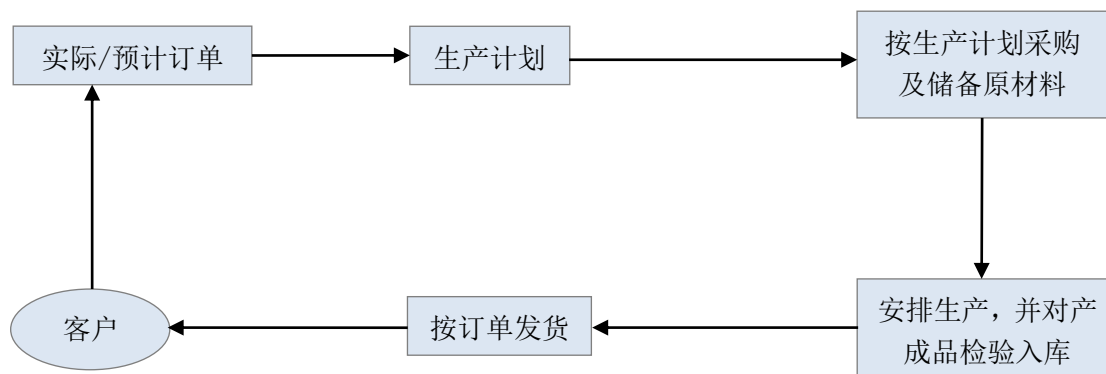 实际/预计订单
生产计划
按生产计划采购
及储备原材料
客户
按订单发货
安排生产，并对产
成品检验入库